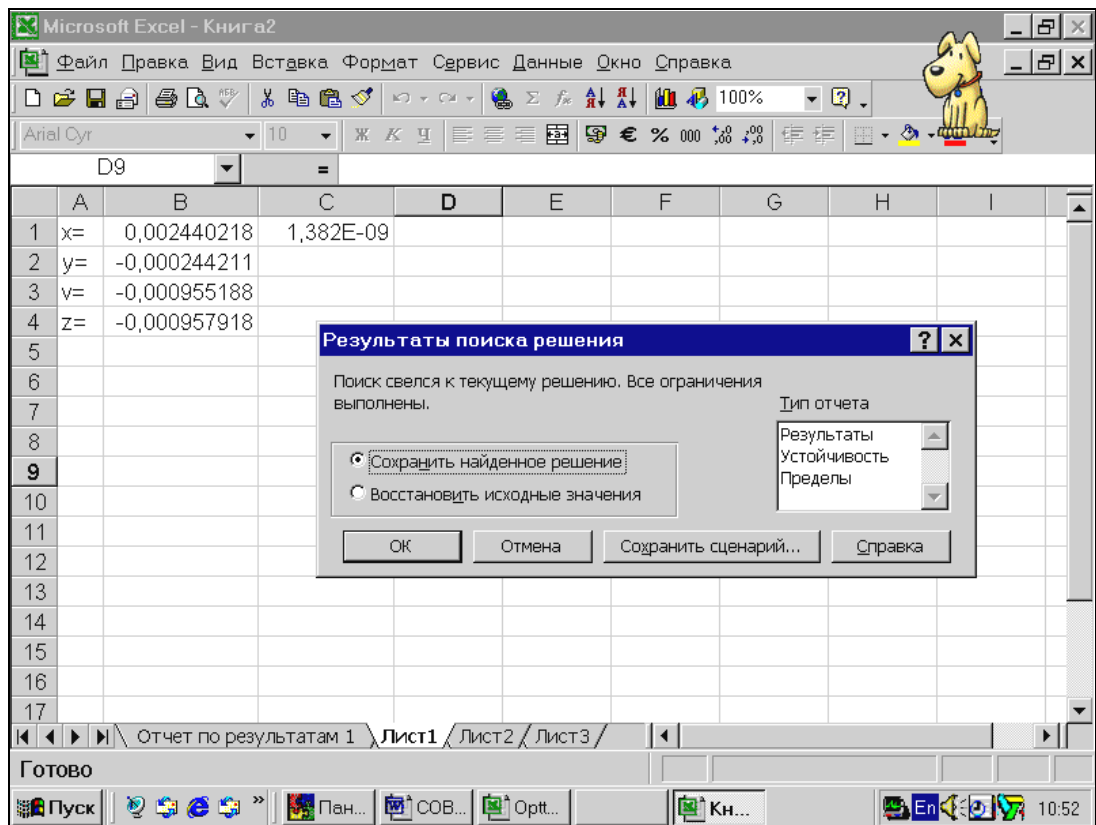 Microsoft Excel - Книга2
Файл Правка Вид Вставка Формат Сервис Данные Окно Справка
100%
Arial Cyr 10 Ж К Ч € % 000
D9 =
A B C D E F G H I
1 x= 0,002440218 1,382E-09
2 y= -0,000244211
3 v= -0,000955188
4 z= -0,000957918
5
6
7
8
9
10
11
12
13
14
15
16
17
Результаты поиска решения
Поиск свелся к текущему решению. Все ограничения
выполнены.
Тип отчета
Результаты
Устойчивость
Пределы
Сохранить найденное решение
Восстановить исходные значения
ОК Отмена Сохранить сценарий... Справка
Отчет по результатам 1 Лист1 Лист2 Лист3
Готово
Пуск » Пан... СОВ... Optt... Кн... En 10:52